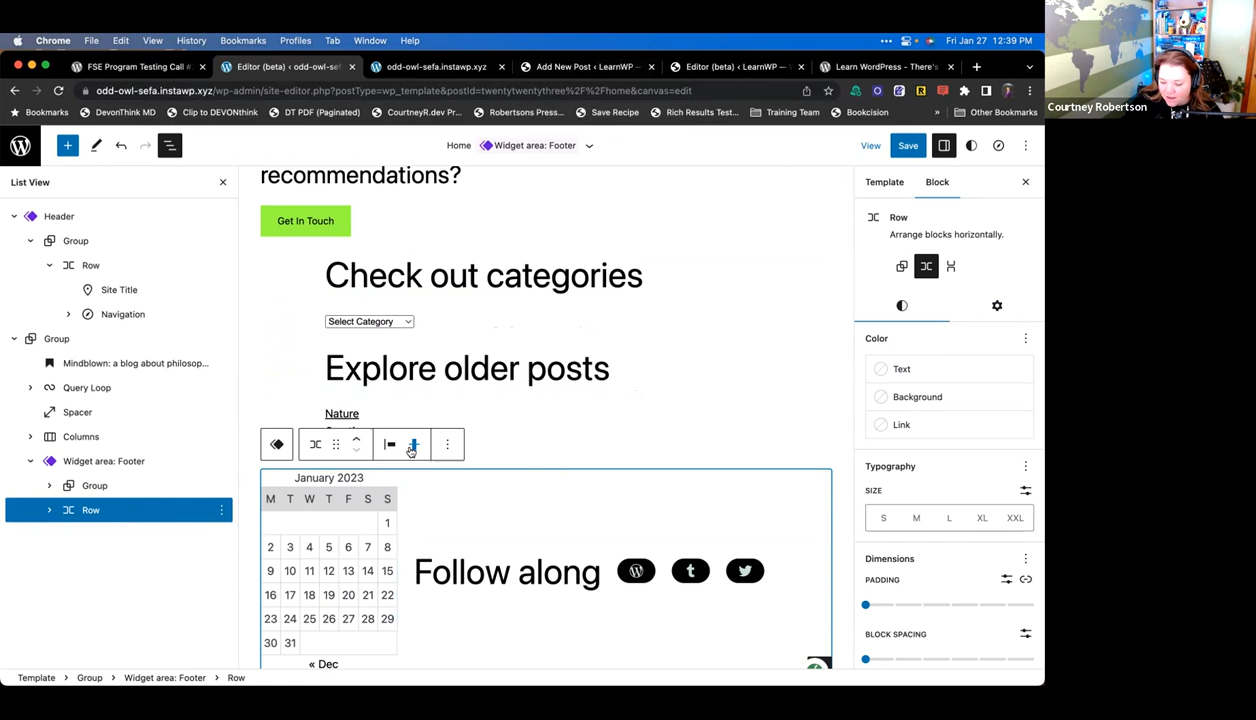 Chrome File Edit View History Bookmarks Profiles Tab Window Help Fri Jan 27 12:39 PM
FSE Program Testing Call #
Editor (beta) ‹ odd-owl-sef
odd-owl-sefa.instawp.xyz
Add New Post ‹ LearnWP
Editor (beta) ‹ LearnWP —
Learn WordPress - There's
odd-owl-sefa.instawp.xyz/wp-admin/site-editor.php?postType=wp_template&postId=twentytwentythree%2F%2Fhome&canvas=edit
Bookmarks DevonThink MD Clip to DEVONthink DT PDF (Paginated) CourtneyR.dev Pr... Robertsons Press... Save Recipe Rich Results Test... Training Team Bookcision » Other Bookmarks
Courtney Robertson
Home Widget area: Footer
View Save
List View
Header
Group
Row
Site Title
Navigation
Group
Mindblown: a blog about philosop...
Query Loop
Spacer
Columns
Widget area: Footer
Group
Row
recommendations?
Get In Touch
Check out categories
Select Category
Explore older posts
Nature
January 2023
M T W T F S S
1
2 3 4 5 6 7 8
9 10 11 12 13 14 15
16 17 18 19 20 21 22
23 24 25 26 27 28 29
30 31
« Dec
Follow along
Template Block
Row
Arrange blocks horizontally.
Color
Text
Background
Link
Typography
SIZE
S M L XL XXL
Dimensions
PADDING
BLOCK SPACING
Template > Group > Widget area: Footer > Row